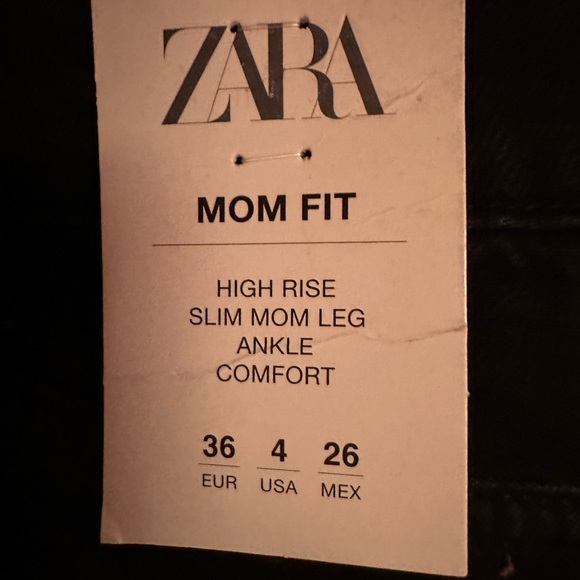 ZARA
MOM FIT
HIGH RISE
SLIM MOM LEG
ANKLE
COMFORT
36 4 26
EUR USA MEX